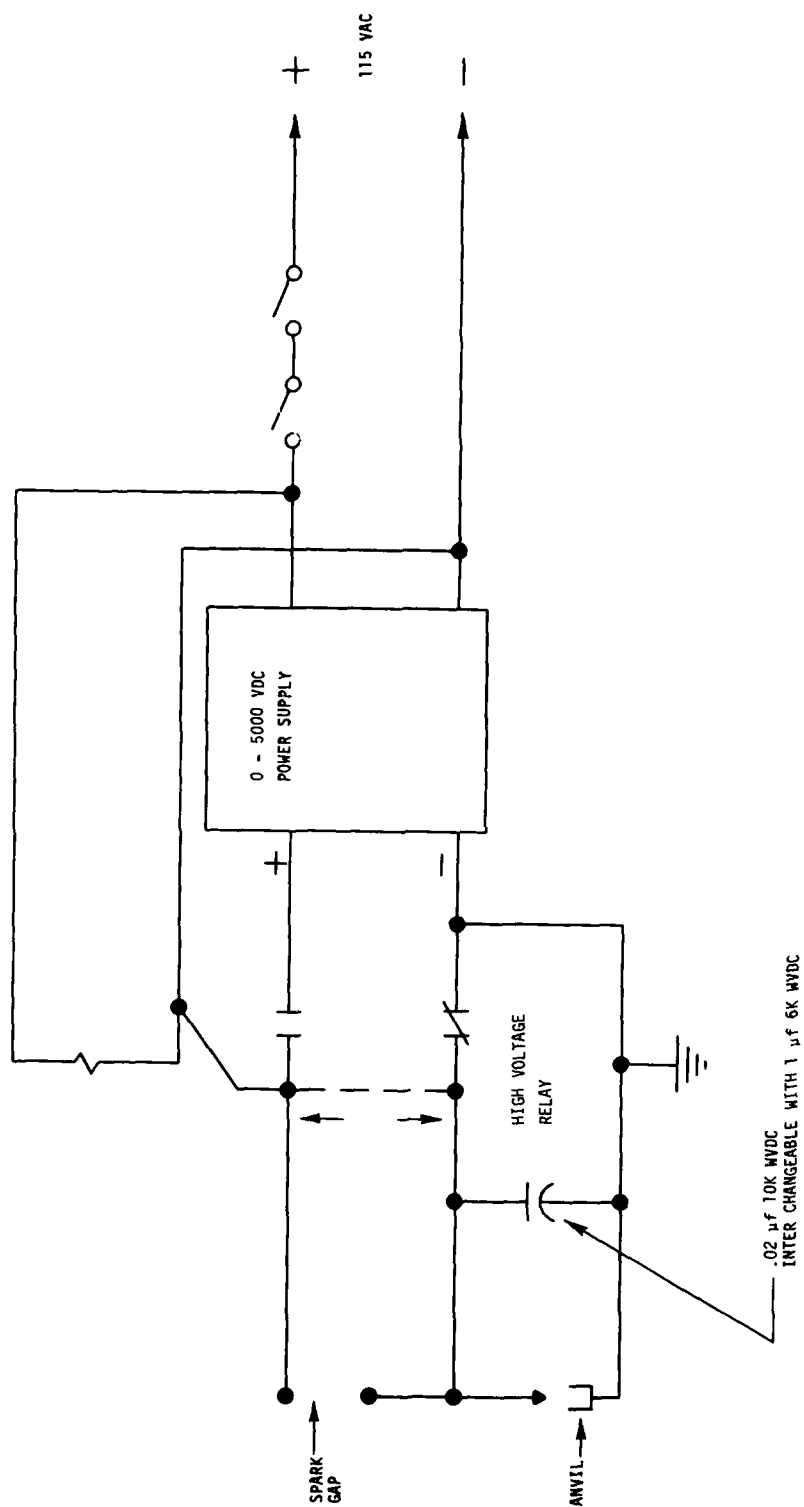 +
115 VAC
−
0 - 5000 VDC
POWER SUPPLY
+
−
HIGH VOLTAGE
RELAY
SPARK
GAP
ANVIL
.02 µf 10K WVDC
INTER CHANGEABLE WITH 1 µf 6K WVDC